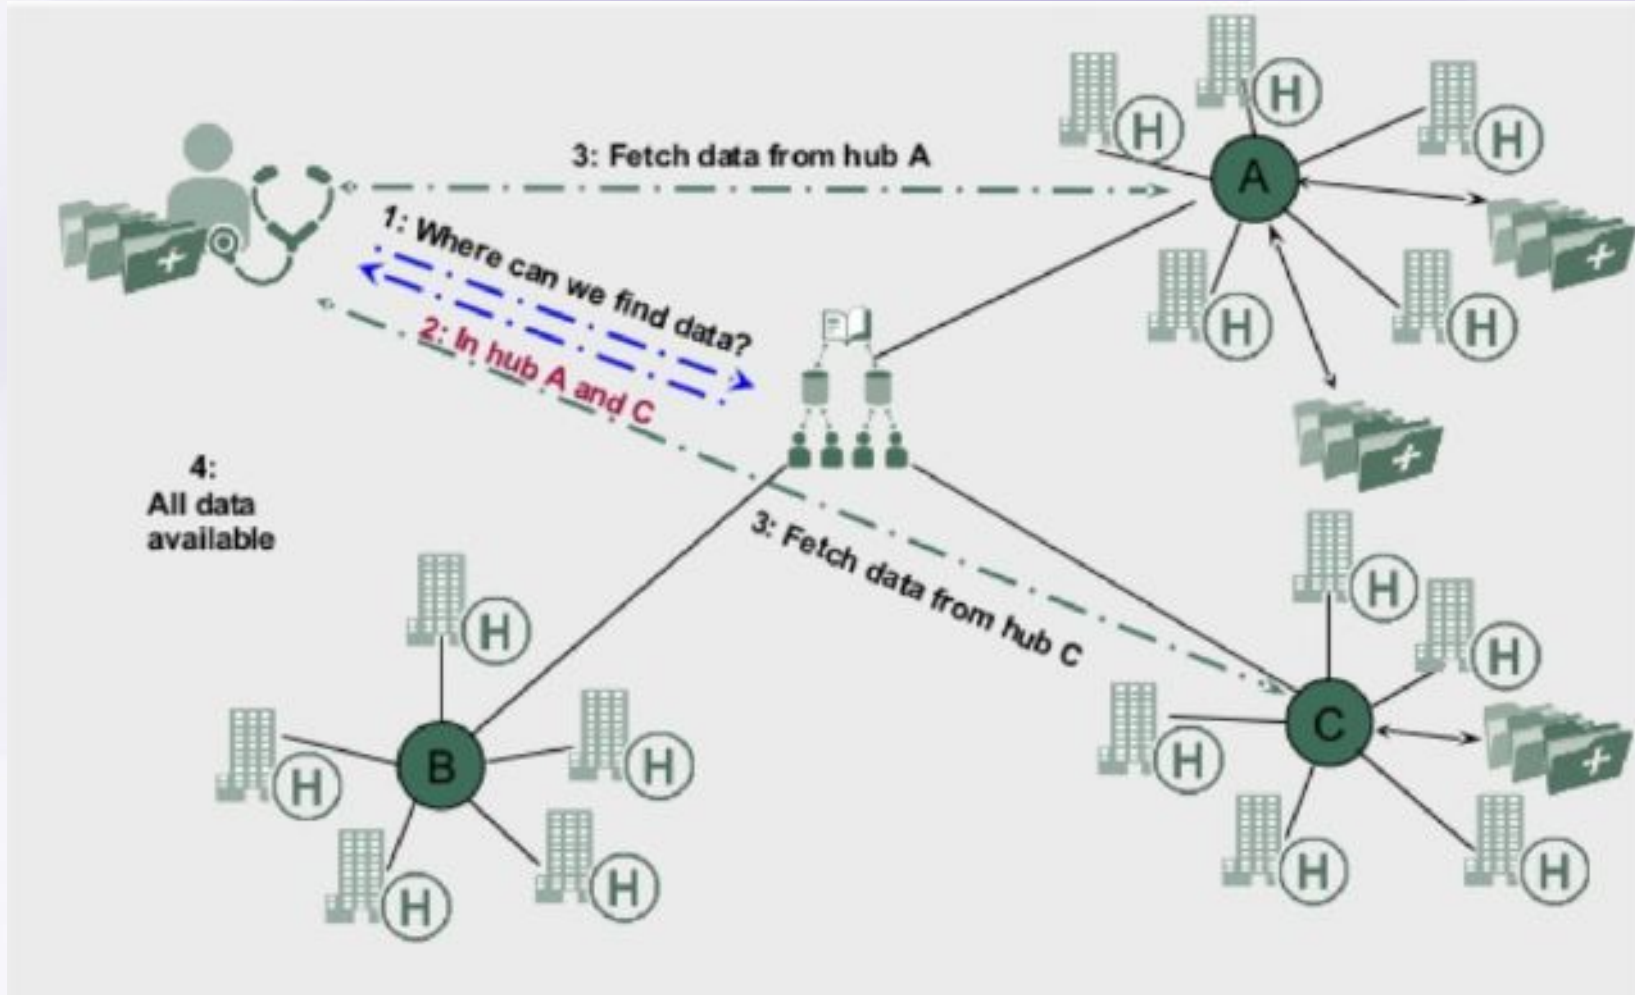 3: Fetch data from hub A
1: Where can we find data?
2: In hub A and C
3: Fetch data from hub C
4:
All data
available
H
H
H
A
H
H
H
H
H
B
H
H
H
H
H
H
C
H
H